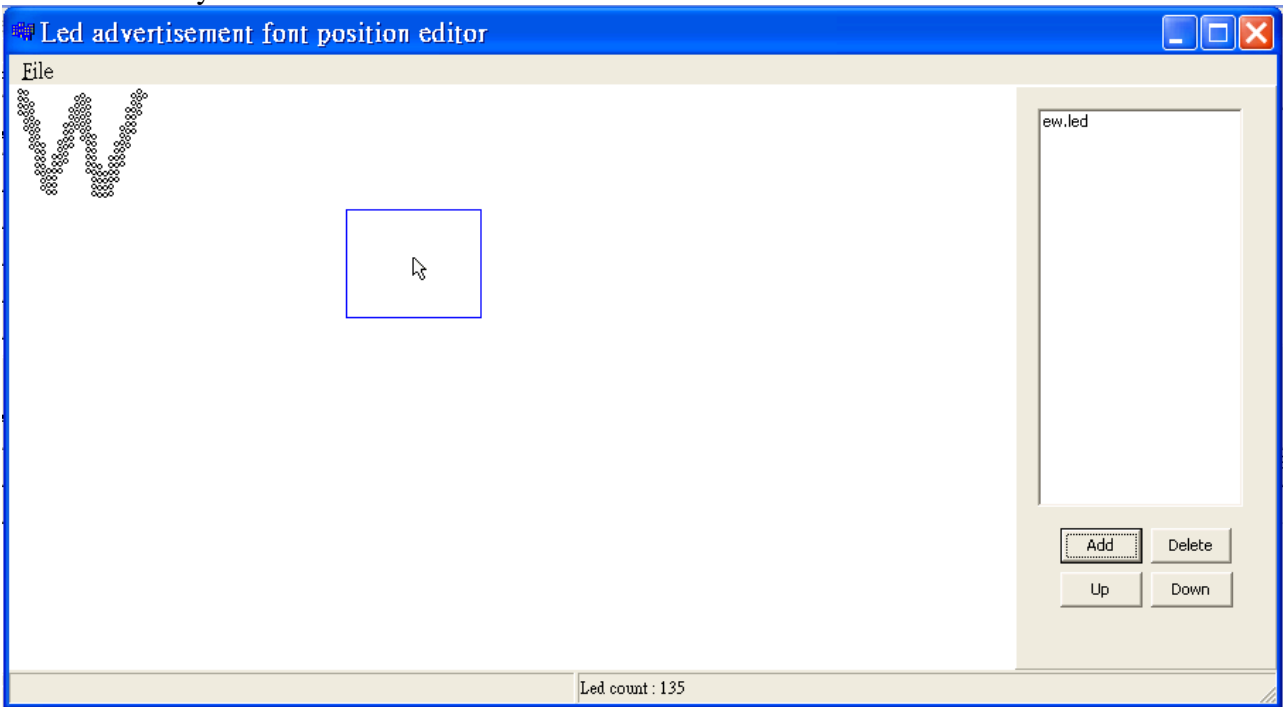 Led advertisement font position editor
File
W
ew.led
Add Delete
Up Down
Led count : 135